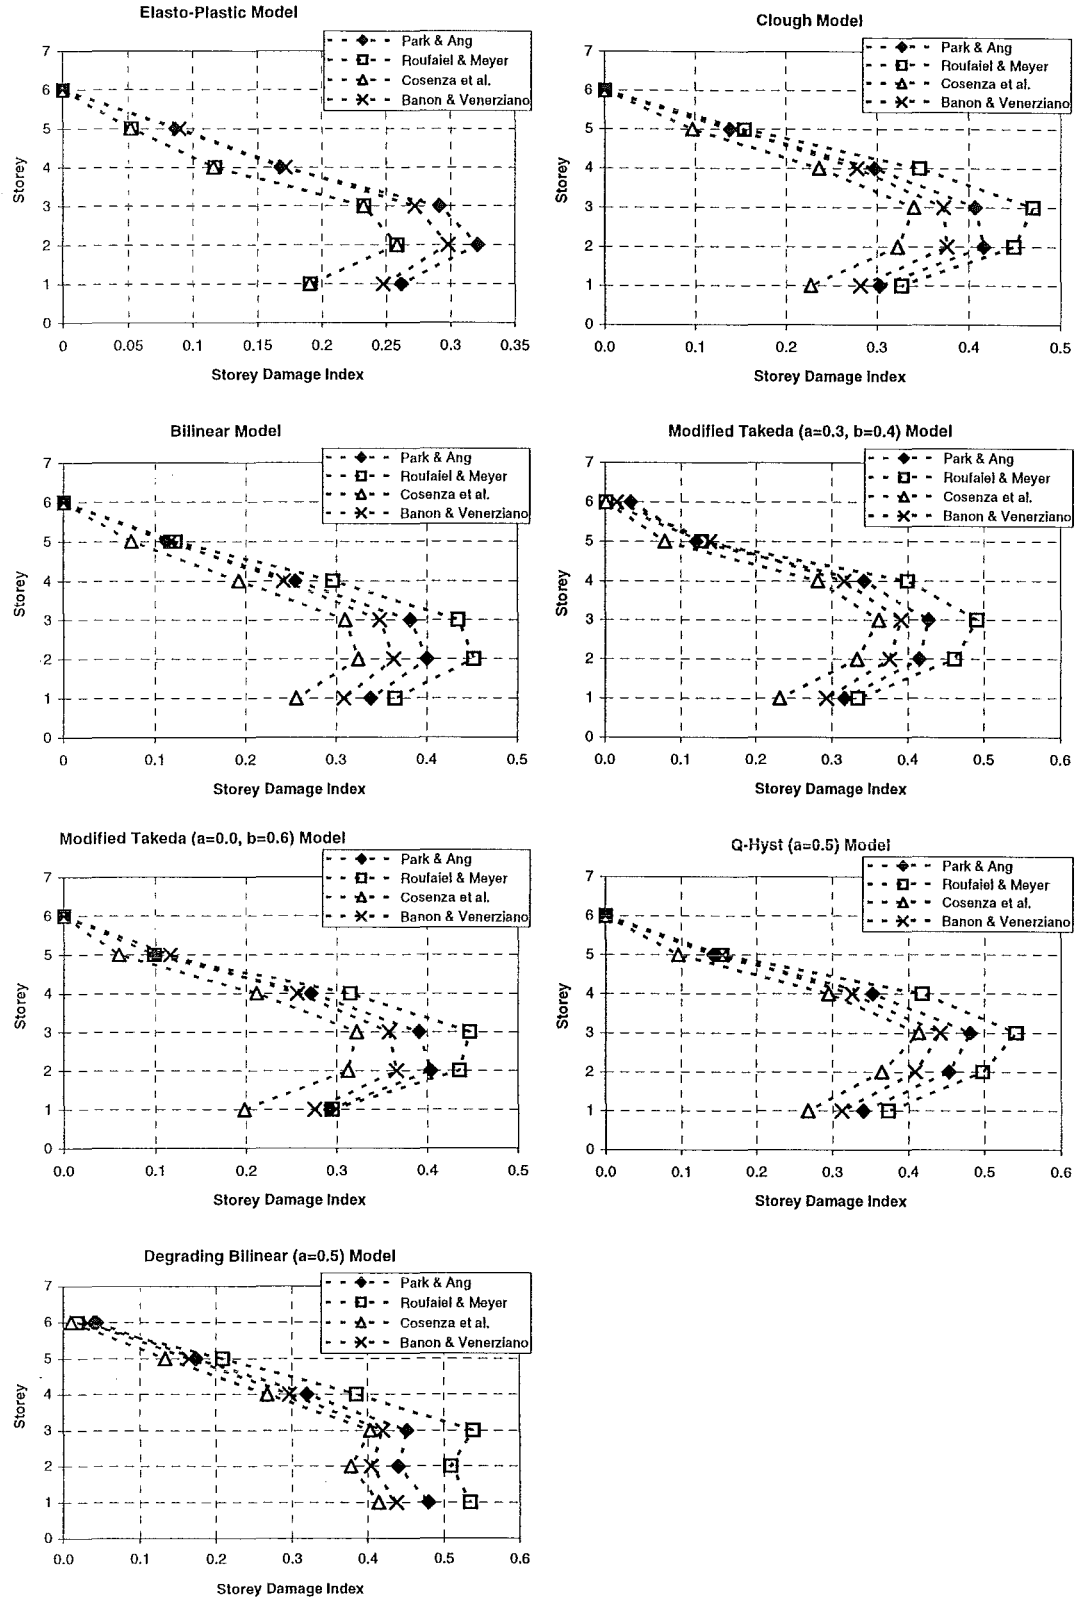 Elasto-Plastic Model
Park & Ang
Roufaiel & Meyer
Cosenza et al.
Banon & Venerziano
7
6
5
4
3
2
1
0
Storey
0 0.05 0.1 0.15 0.2 0.25 0.3 0.35
Storey Damage Index
Clough Model
Park & Ang
Roufaiel & Meyer
Cosenza et al.
Banon & Venerziano
7
6
5
4
3
2
1
0
Storey
0.0 0.1 0.2 0.3 0.4 0.5
Storey Damage Index
Bilinear Model
Park & Ang
Roufaiel & Meyer
Cosenza et al.
Banon & Venerziano
7
6
5
4
3
2
1
0
Storey
0 0.1 0.2 0.3 0.4 0.5
Storey Damage Index
Modified Takeda (a=0.3, b=0.4) Model
Park & Ang
Roufaiel & Meyer
Cosenza et al.
Banon & Venerziano
7
6
5
4
3
2
1
0
Storey
0.0 0.1 0.2 0.3 0.4 0.5 0.6
Storey Damage Index
Modified Takeda (a=0.0, b=0.6) Model
Park & Ang
Roufaiel & Meyer
Cosenza et al.
Banon & Venerziano
7
6
5
4
3
2
1
0
Storey
0.0 0.1 0.2 0.3 0.4 0.5
Storey Damage Index
Q-Hyst (a=0.5) Model
Park & Ang
Roufaiel & Meyer
Cosenza et al.
Banon & Venerziano
7
6
5
4
3
2
1
0
Storey
0.0 0.1 0.2 0.3 0.4 0.5 0.6
Storey Damage Index
Degrading Bilinear (a=0.5) Model
Park & Ang
Roufaiel & Meyer
Cosenza et al.
Banon & Venerziano
7
6
5
4
3
2
1
0
Storey
0.0 0.1 0.2 0.3 0.4 0.5 0.6
Storey Damage Index